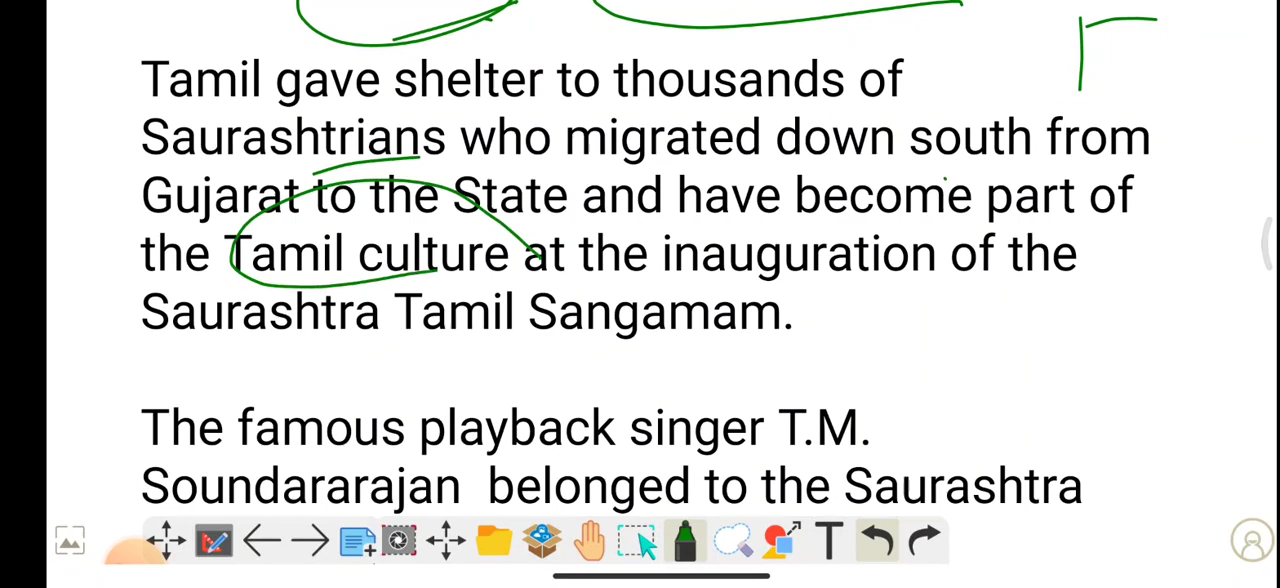 Tamil gave shelter to thousands of
Saurashtrians who migrated down south from
Gujarat to the State and have become part of
the Tamil culture at the inauguration of the
Saurashtra Tamil Sangamam.
The famous playback singer T.M.
Soundararajan belonged to the Saurashtra